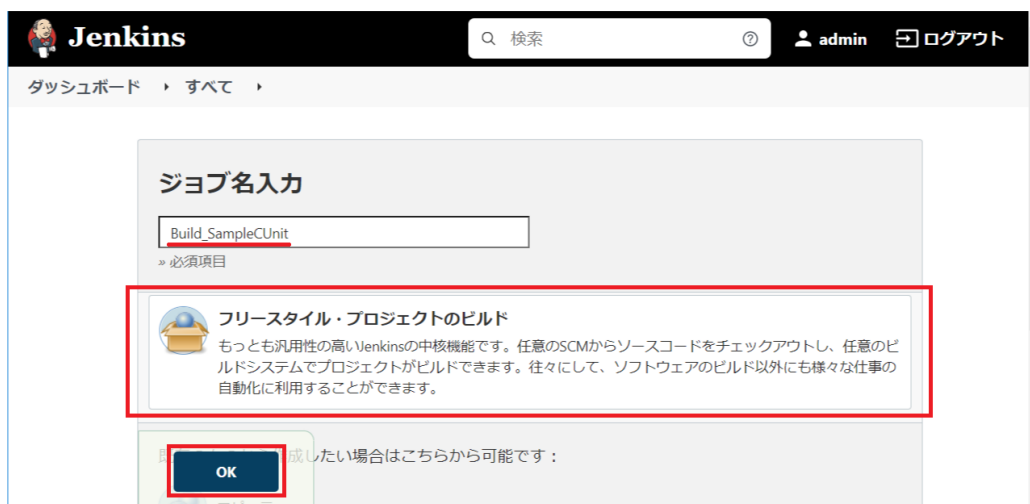 Jenkins 検索 admin ログアウト
ダッシュボード すべて
ジョブ名入力
Build_SampleCUnit
» 必須項目
フリースタイル・プロジェクトのビルド
もっとも汎用性の高いJenkinsの中核機能です。任意のSCMからソースコードをチェックアウトし、任意のビ
ルドシステムでプロジェクトがビルドできます。往々にして、ソフトウェアのビルド以外にも様々な仕事の
自動化に利用することができます。
成したい場合はこちらから可能です：
OK